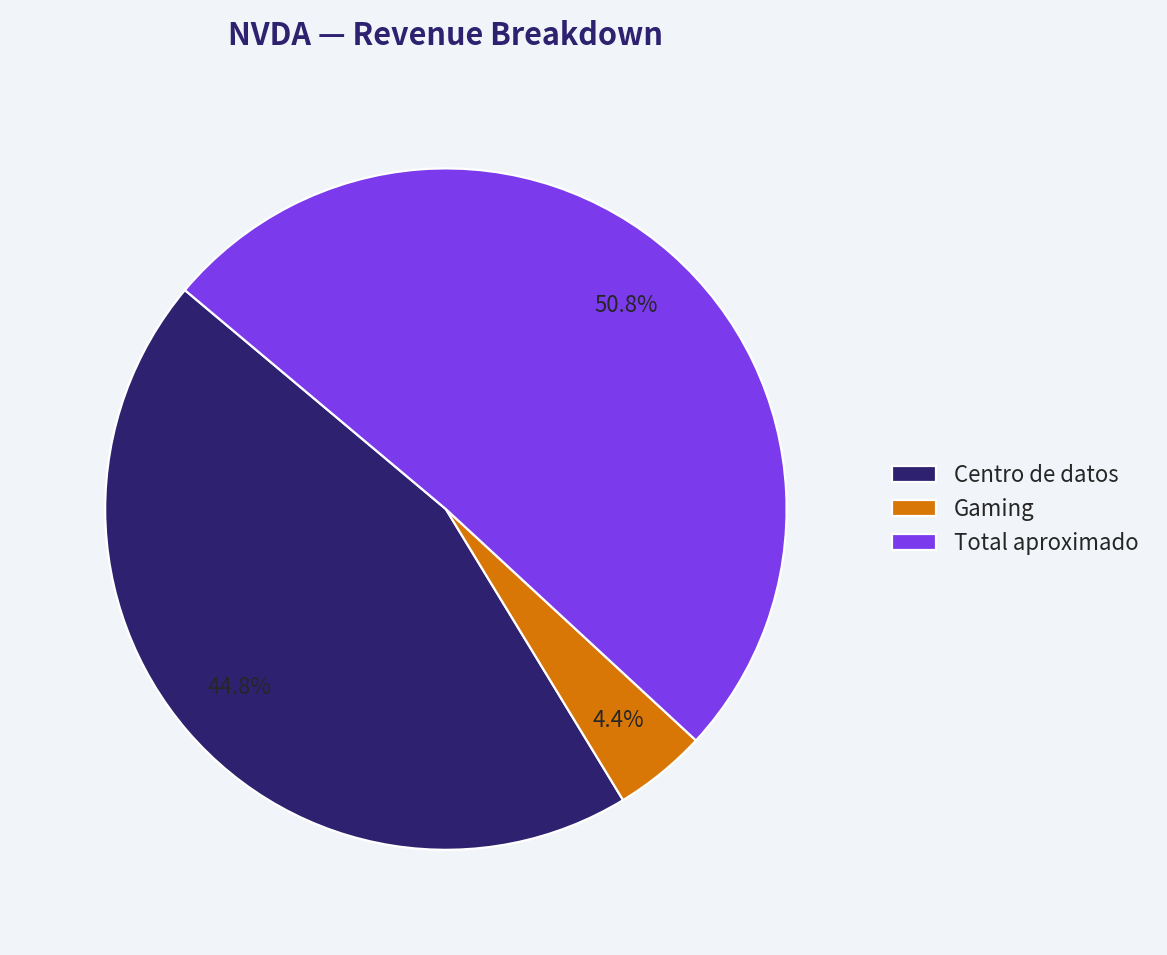 NVDA — Revenue Breakdown
50.8%
44.8%
4.4%
Centro de datos
Gaming
Total aproximado